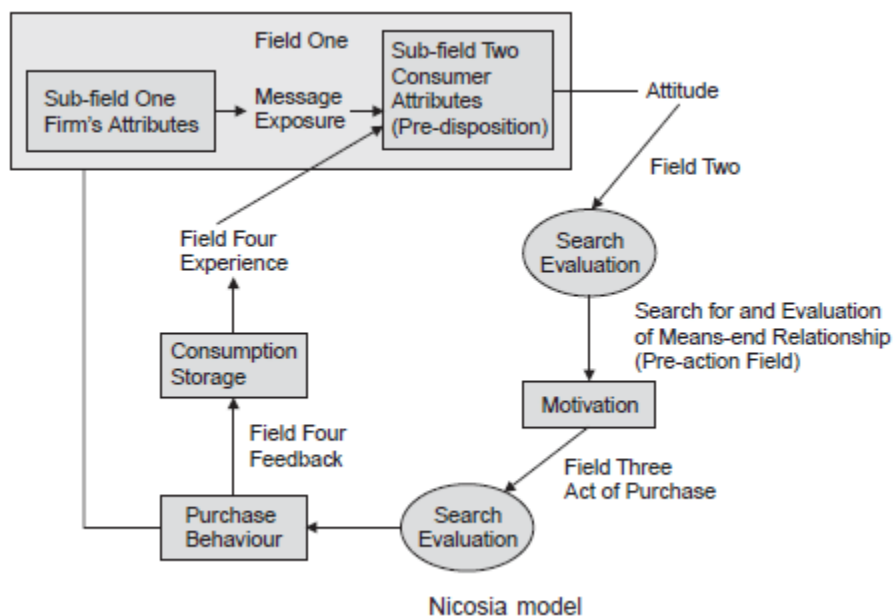 Field One
Sub-field One
Firm's Attributes
Message
Exposure
Sub-field Two
Consumer
Attributes
(Pre-disposition)
Attitude
Field Two
Search
Evaluation
Search for and Evaluation
of Means-end Relationship
(Pre-action Field)
Motivation
Field Three
Act of Purchase
Search
Evaluation
Purchase
Behaviour
Field Four
Feedback
Consumption
Storage
Field Four
Experience
Nicosia model